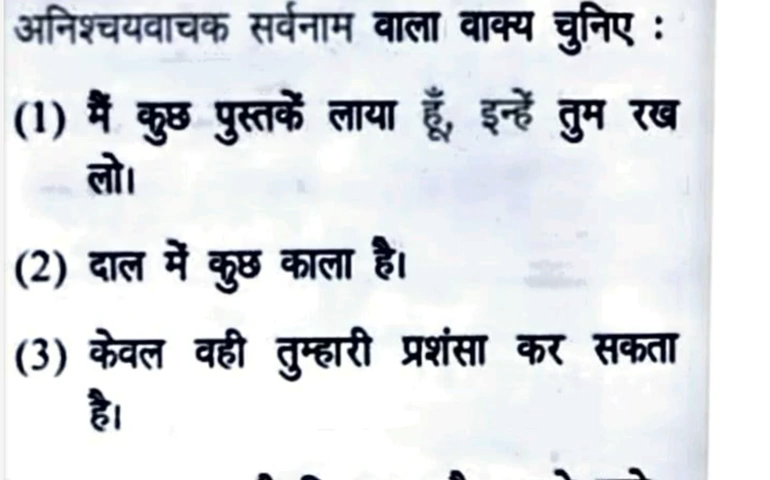 अनिश्चयवाचक सर्वनाम वाला वाक्य चुनिए :
(1) मैं कुछ पुस्तकें लाया हूँ, इन्हें तुम रख
लो।
(2) दाल में कुछ काला है।
(3) केवल वही तुम्हारी प्रशंसा कर सकता
है।